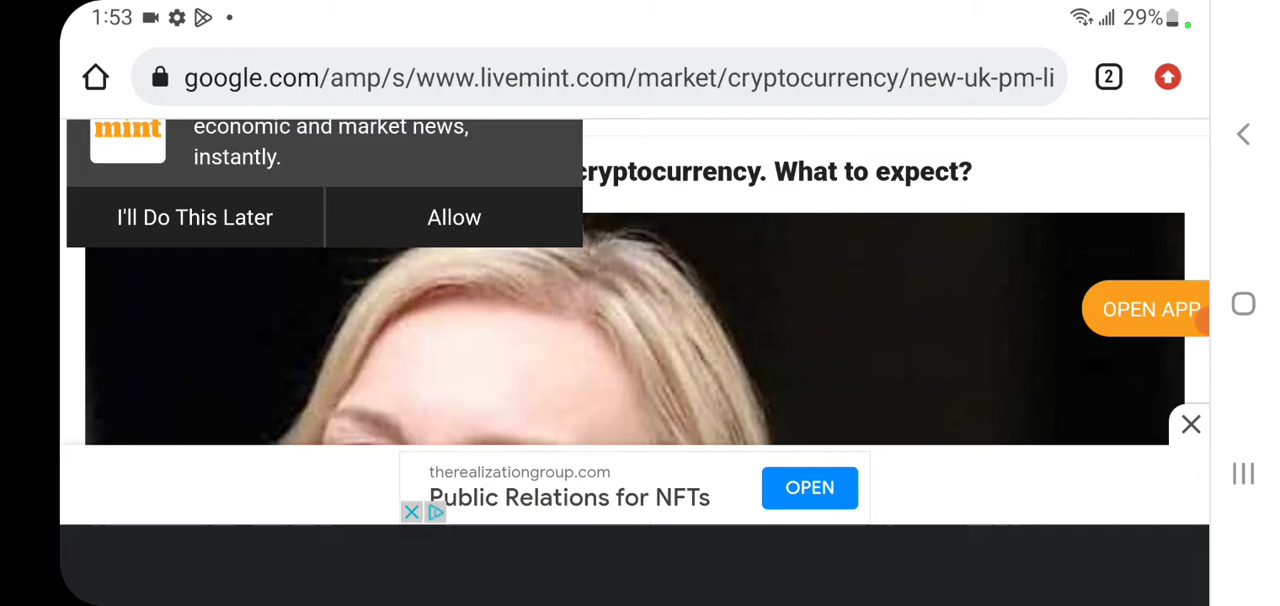 1:53
29%
google.com/amp/s/www.livemint.com/market/cryptocurrency/new-uk-pm-li
2
mint
economic and market news,
instantly.
cryptocurrency. What to expect?
I'll Do This Later
Allow
OPEN APP
therealizationgroup.com
Public Relations for NFTs
OPEN